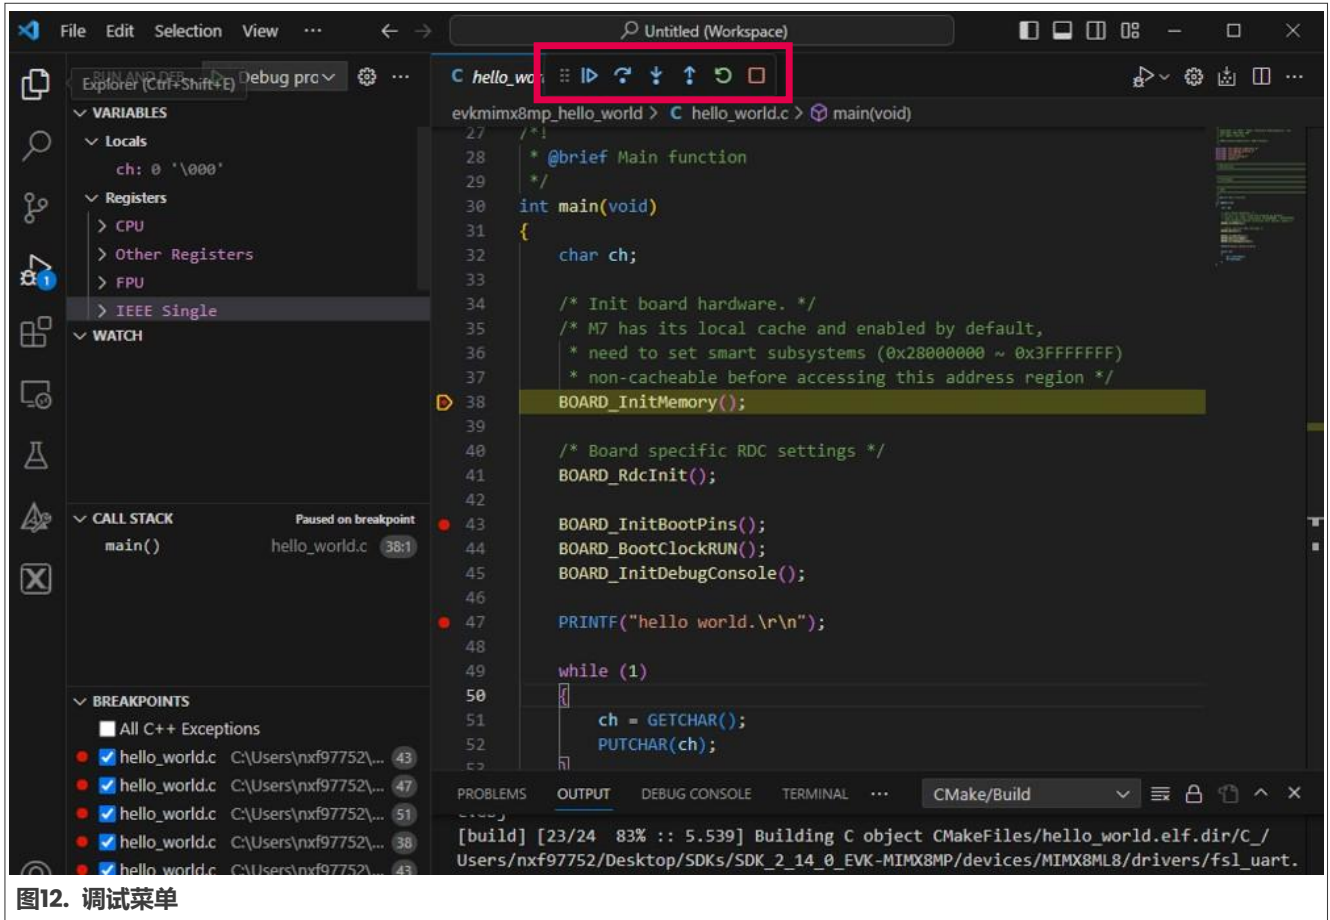 File Edit Selection View ··· Untitled (Workspace)
Explorer (Ctrl+Shift+E) Debug prc
VARIABLES
Locals
ch: 0 '\000'
Registers
CPU
Other Registers
FPU
IEEE Single
WATCH
CALL STACK Paused on breakpoint
main() hello_world.c 38:1
BREAKPOINTS
All C++ Exceptions
hello_world.c C:\Users\nxf97752\... 43
hello_world.c C:\Users\nxf97752\... 47
hello_world.c C:\Users\nxf97752\... 51
hello_world.c C:\Users\nxf97752\... 38
hello_world.c C:\Users\nxf97752\... 43
C hello_wor
evkmimx8mp_hello_world > C hello_world.c > main(void)
27 /*!
28 * @brief Main function
29 */
30 int main(void)
31 {
32 char ch;
33
34 /* Init board hardware. */
35 /* M7 has its local cache and enabled by default,
36 * need to set smart subsystems (0x28000000 ~ 0x3FFFFFFF)
37 * non-cacheable before accessing this address region */
38 BOARD_InitMemory();
39
40 /* Board specific RDC settings */
41 BOARD_RdcInit();
42
43 BOARD_InitBootPins();
44 BOARD_BootClockRUN();
45 BOARD_InitDebugConsole();
46
47 PRINTF("hello world.\r\n");
48
49 while (1)
50 {
51 ch = GETCHAR();
52 PUTCHAR(ch);
53 }
PROBLEMS OUTPUT DEBUG CONSOLE TERMINAL ··· CMake/Build
[build] [23/24 83% :: 5.539] Building C object CMakeFiles/hello_world.elf.dir/C_/
Users/nxf97752/Desktop/SDKs/SDK_2_14_0_EVK-MIMX8MP/devices/MIMX8ML8/drivers/fsl_uart.
图12. 调试菜单